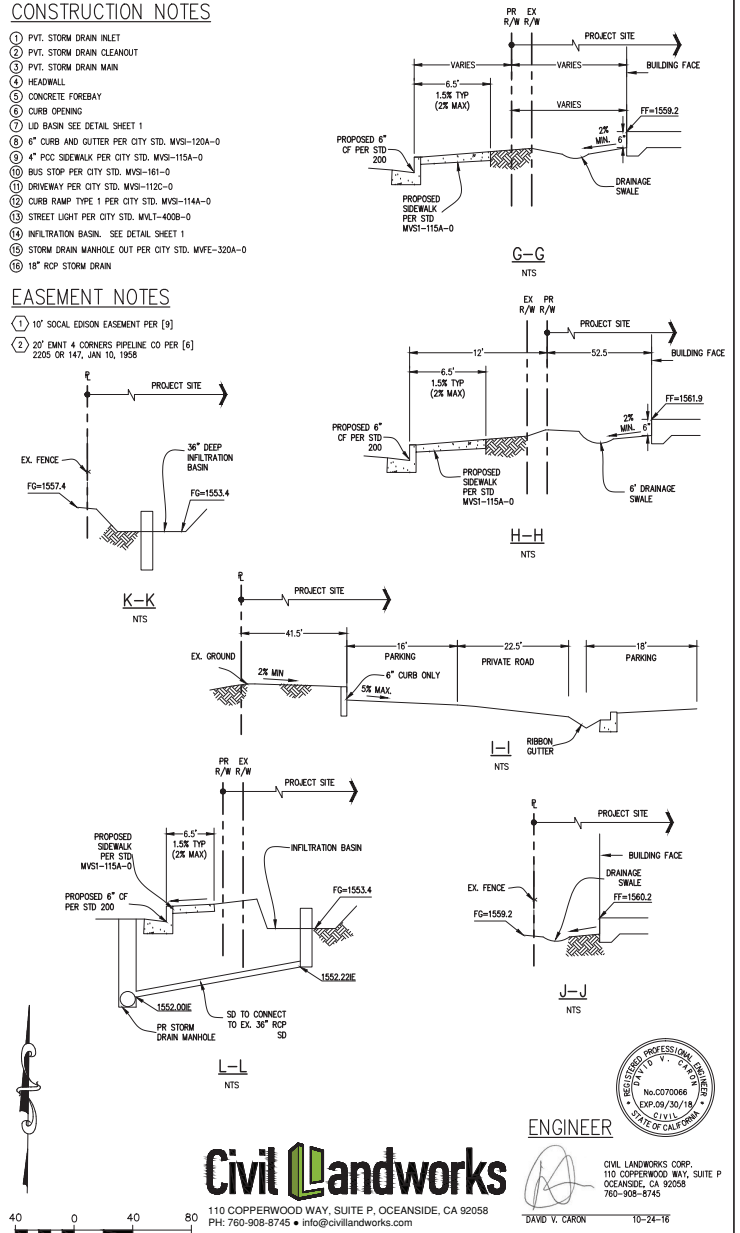 CONSTRUCTION NOTES
1 PVT. STORM DRAIN INLET
2 PVT. STORM DRAIN CLEANOUT
3 PVT. STORM DRAIN MAIN
4 HEADWALL
5 CONCRETE FOREBAY
6 CURB OPENING
7 LID BASIN SEE DETAIL SHEET 1
8 6" CURB AND GUTTER PER CITY STD. MVSI-120A-0
9 4" PCC SIDEWALK PER CITY STD. MVSI-115A-0
10 BUS STOP PER CITY STD. MVSI-161-0
11 DRIVEWAY PER CITY STD. MVSI-112C-0
12 CURB RAMP TYPE 1 PER CITY STD. MVSI-114A-0
13 STREET LIGHT PER CITY STD. MVLT-400B-0
14 INFILTRATION BASIN. SEE DETAIL SHEET 1
15 STORM DRAIN MANHOLE OUT PER CITY STD. MVFE-320A-0
16 18" RCP STORM DRAIN
EASEMENT NOTES
1 10' SOCAL EDISON EASEMENT PER [9]
2 20' EMNT 4 CORNERS PIPELINE CO PER [6]
2205 OR 147, JAN 10, 1958
PR EX
R/W R/W
PROJECT SITE
VARIES
VARIES
BUILDING FACE
6.5'
1.5% TYP
(2% MAX)
VARIES
FF=1559.2
PROPOSED 6"
CF PER STD
200
2%
MIN.
6"
DRAINAGE
SWALE
PROPOSED
SIDEWALK
PER STD
MVS1-115A-0
G-G
NTS
EX PR
R/W R/W
PROJECT SITE
12'
52.5
BUILDING FACE
6.5'
1.5% TYP
(2% MAX)
FF=1561.9
PROPOSED 6"
CF PER STD
200
2%
MIN.
6"
PROPOSED
SIDEWALK
PER STD
MVS1-115A-0
6' DRAINAGE
SWALE
H-H
NTS
PL
PROJECT SITE
36" DEEP
INFILTRATION
BASIN
EX. FENCE
FG=1557.4
FG=1553.4
K-K
NTS
PL
PROJECT SITE
41.5'
16'
PARKING
22.5'
PRIVATE ROAD
18'
PARKING
EX. GROUND
2% MIN
6" CURB ONLY
5% MAX.
RIBBON
GUTTER
I-I
NTS
PR EX
R/W R/W
PROJECT SITE
6.5'
1.5% TYP
(2% MAX)
PROPOSED
SIDEWALK
PER STD
MVS1-115A-0
INFILTRATION BASIN
PROPOSED 6" CF
PER STD 200
FG=1553.4
1552.22IE
1552.00IE
PR STORM
DRAIN MANHOLE
SD TO CONNECT
TO EX. 36" RCP
SD
L-L
NTS
PL
PROJECT SITE
BUILDING FACE
DRAINAGE
SWALE
EX. FENCE
FF=1560.2
FG=1559.2
J-J
NTS
REGISTERED PROFESSIONAL ENGINEER
DAVID V. CARON
No.C070066
EXP.09/30/18
CIVIL
STATE OF CALIFORNIA
ENGINEER
CIVIL LANDWORKS CORP.
110 COPPERWOOD WAY, SUITE P
OCEANSIDE, CA 92058
760-908-8745
DAVID V. CARON 10-24-16
Civil Landworks
110 COPPERWOOD WAY, SUITE P, OCEANSIDE, CA 92058
PH: 760-908-8745 ● info@civillandworks.com
40 0 40 80